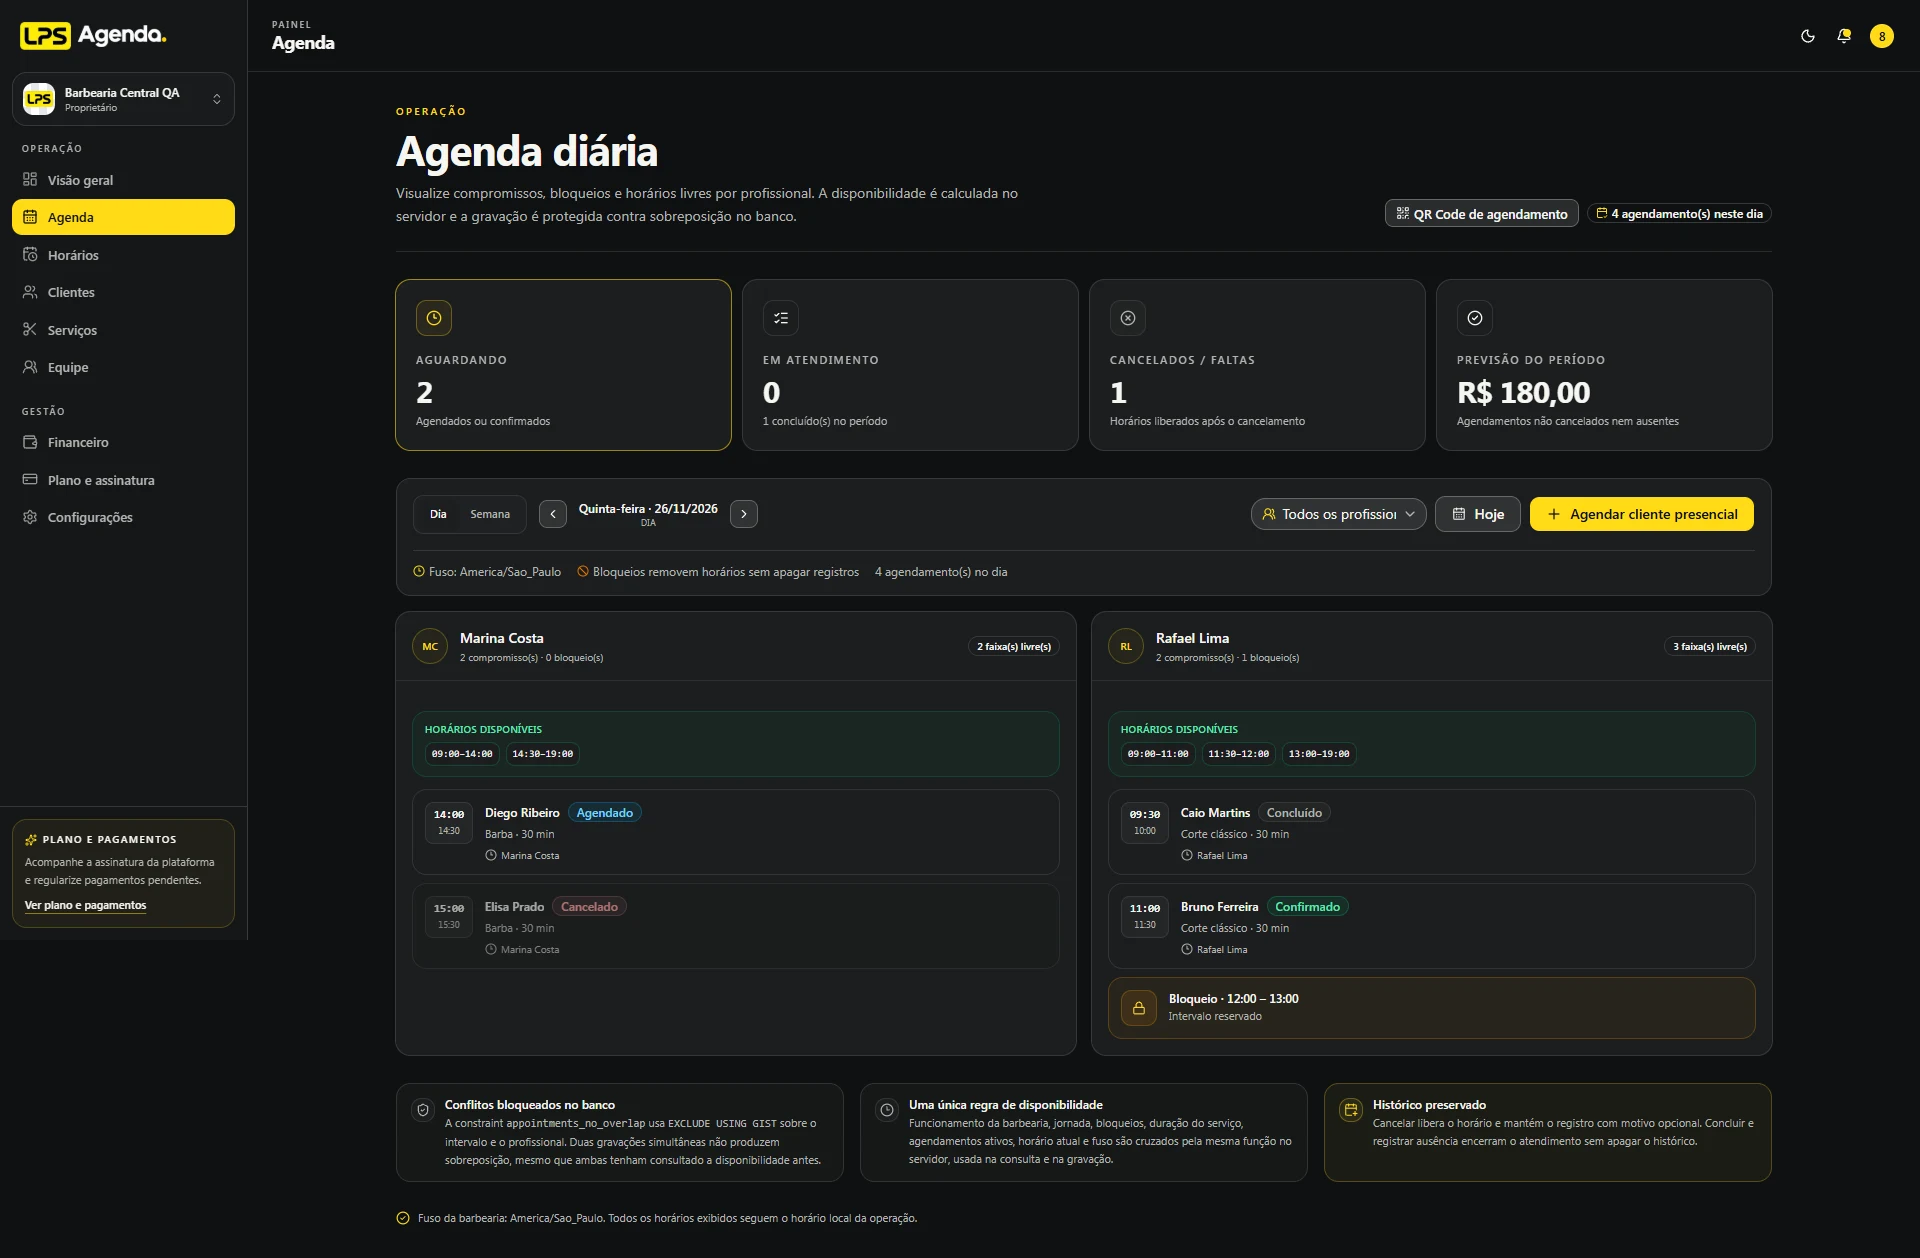 LPS Agenda.
LPS
Barbearia Central QA
Proprietário
OPERAÇÃO
Visão geral
Agenda
Horários
Clientes
Serviços
Equipe
GESTÃO
Financeiro
Plano e assinatura
Configurações
PLANO E PAGAMENTOS
Acompanhe a assinatura da plataforma
e regularize pagamentos pendentes.
Ver plano e pagamentos
PAINEL
Agenda
8
OPERAÇÃO
Agenda diária
Visualize compromissos, bloqueios e horários livres por profissional. A disponibilidade é calculada no
servidor e a gravação é protegida contra sobreposição no banco.
QR Code de agendamento
4 agendamento(s) neste dia
AGUARDANDO
2
Agendados ou confirmados
EM ATENDIMENTO
0
1 concluído(s) no período
CANCELADOS / FALTAS
1
Horários liberados após o cancelamento
PREVISÃO DO PERÍODO
R$ 180,00
Agendamentos não cancelados nem ausentes
Dia
Semana
Quinta-feira · 26/11/2026
DIA
Todos os profission
Hoje
Agendar cliente presencial
Fuso: America/Sao_Paulo
Bloqueios removem horários sem apagar registros
4 agendamento(s) no dia
MC
Marina Costa
2 compromisso(s) · 0 bloqueio(s)
2 faixa(s) livre(s)
HORÁRIOS DISPONÍVEIS
09:00–14:00
14:30–19:00
14:00
14:30
Diego Ribeiro
Agendado
Barba · 30 min
Marina Costa
15:00
15:30
Elisa Prado
Cancelado
Barba · 30 min
Marina Costa
RL
Rafael Lima
2 compromisso(s) · 1 bloqueio(s)
3 faixa(s) livre(s)
HORÁRIOS DISPONÍVEIS
09:00–11:00
11:30–12:00
13:00–19:00
09:30
10:00
Caio Martins
Concluído
Corte clássico · 30 min
Rafael Lima
11:00
11:30
Bruno Ferreira
Confirmado
Corte clássico · 30 min
Rafael Lima
Bloqueio · 12:00 – 13:00
Intervalo reservado
Conflitos bloqueados no banco
A constraint appointments_no_overlap usa EXCLUDE USING GIST sobre o
intervalo e o profissional. Duas gravações simultâneas não produzem
sobreposição, mesmo que ambas tenham consultado a disponibilidade antes.
Uma única regra de disponibilidade
Funcionamento da barbearia, jornada, bloqueios, duração do serviço,
agendamentos ativos, horário atual e fuso são cruzados pela mesma função no
servidor, usada na consulta e na gravação.
Histórico preservado
Cancelar libera o horário e mantém o registro com motivo opcional. Concluir e
registrar ausência encerram o atendimento sem apagar o histórico.
Fuso da barbearia: America/Sao_Paulo. Todos os horários exibidos seguem o horário local da operação.